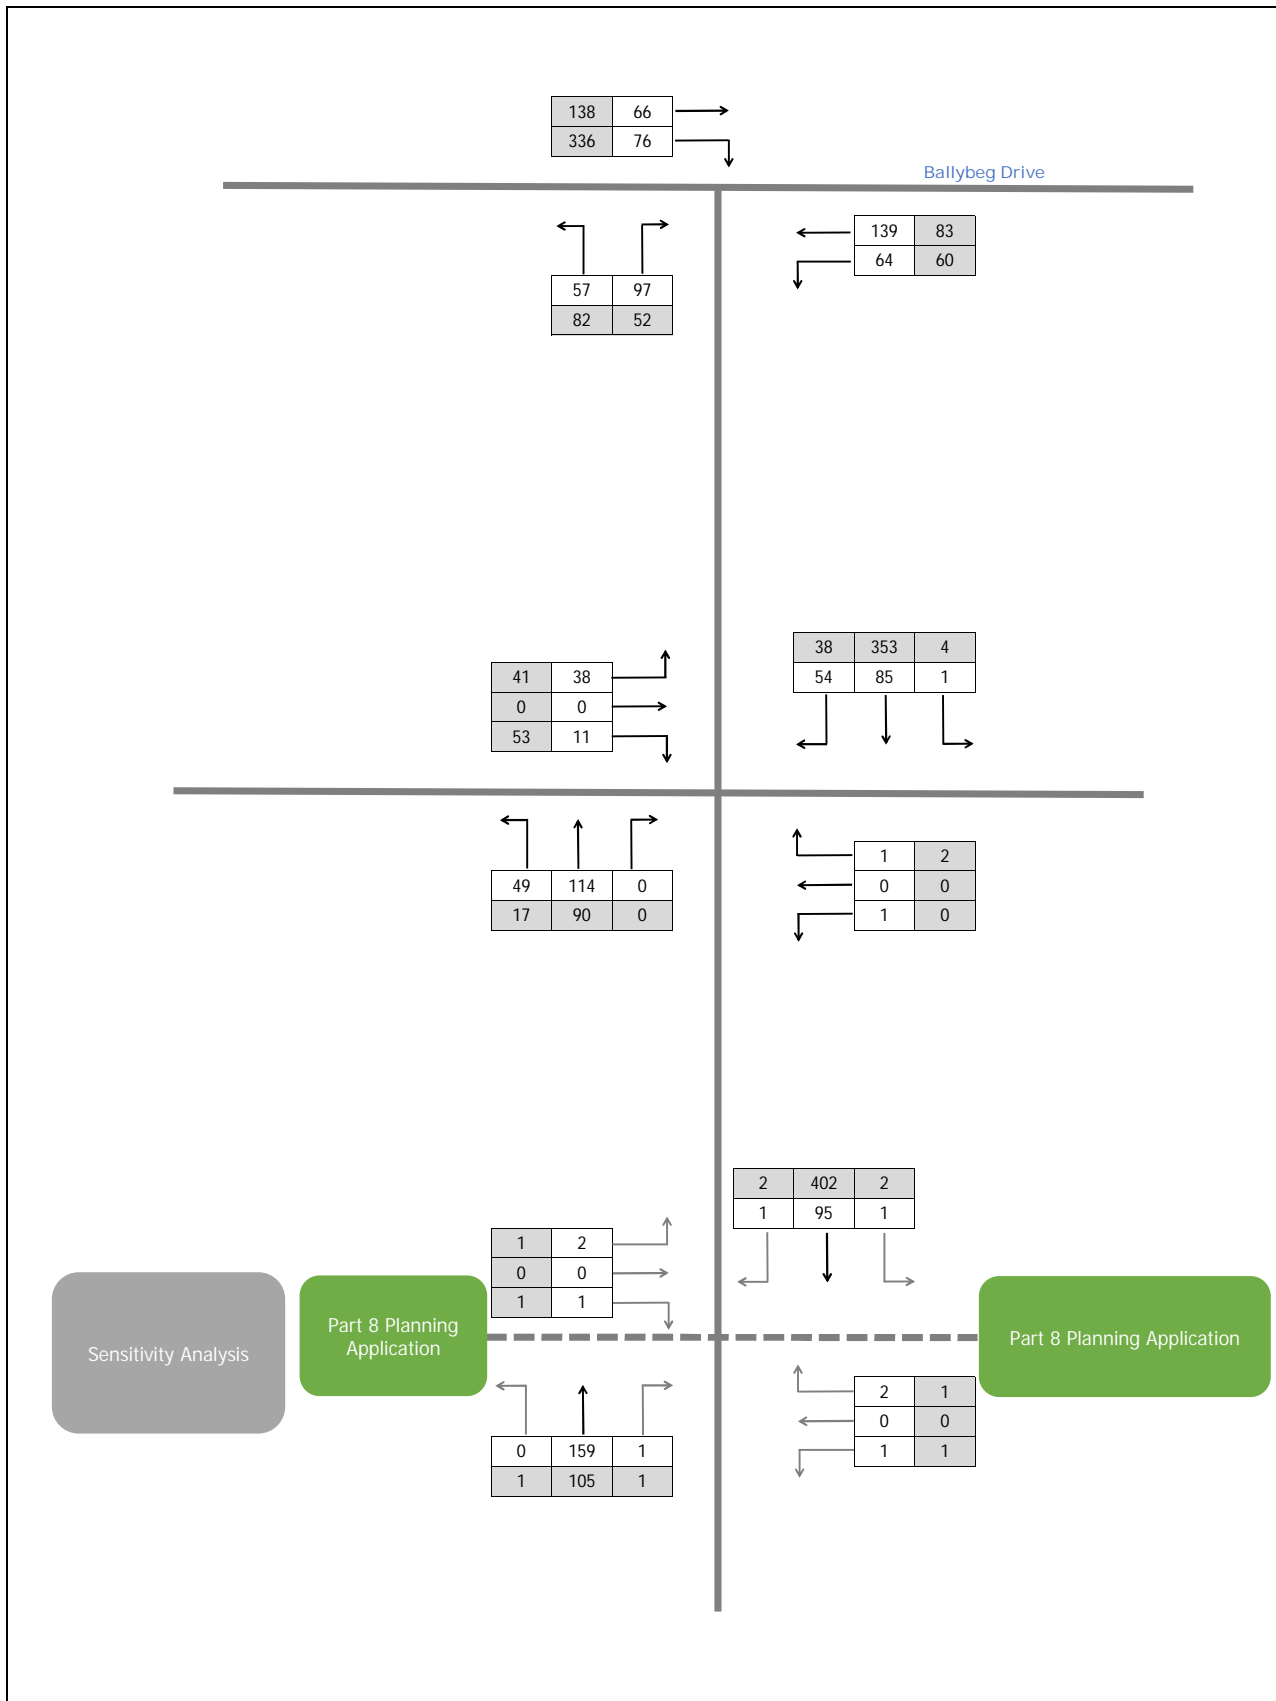 138 66
336 76
Ballybeg Drive
139 83
64 60
57 97
82 52
38 353 4
54 85 1
41 38
0 0
53 11
1 2
0 0
1 0
49 114 0
17 90 0
2 402 2
1 95 1
1 2
0 0
1 1
Sensitivity Analysis
Part 8 Planning
Application
Part 8 Planning Application
2 1
0 0
1 1
0 159 1
1 105 1